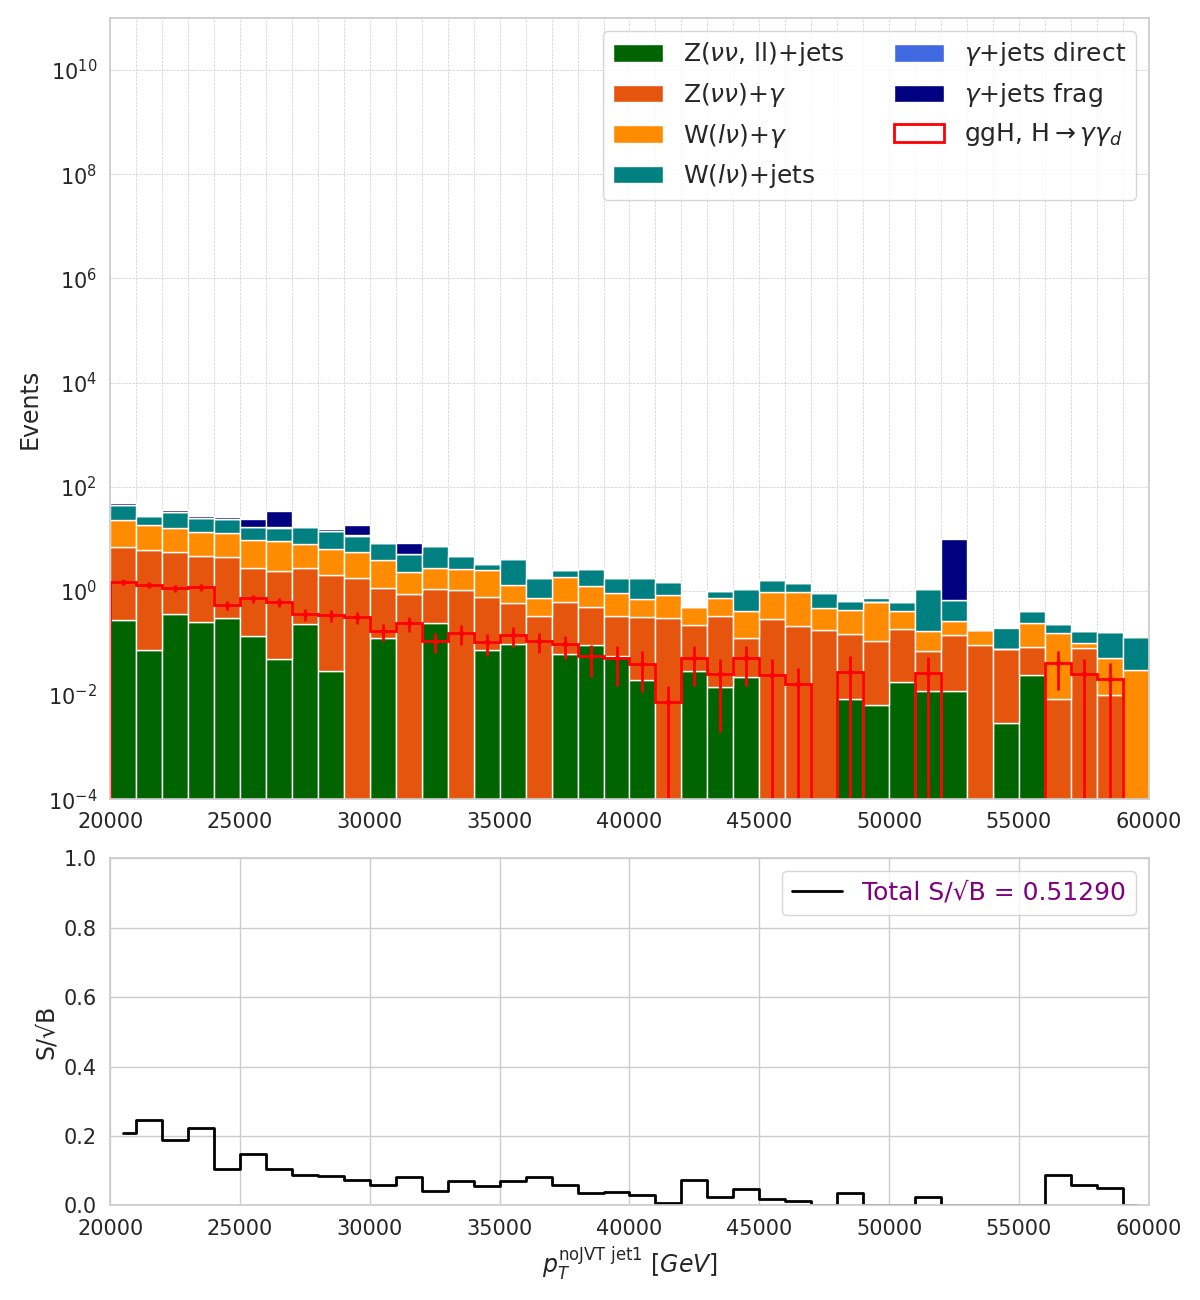 Z(νν, ll)+jets
Z(νν)+γ
W(lν)+γ
W(lν)+jets
γ+jets direct
γ+jets frag
ggH, H→γγ_d
Events
10^10
10^8
10^6
10^4
10^2
10^0
10^−2
10^−4
20000 25000 30000 35000 40000 45000 50000 55000 60000
Total S/√B = 0.51290
S/√B
1.0
0.8
0.6
0.4
0.2
0.0
20000 25000 30000 35000 40000 45000 50000 55000 60000
p_T^noJVT jet1 [GeV]